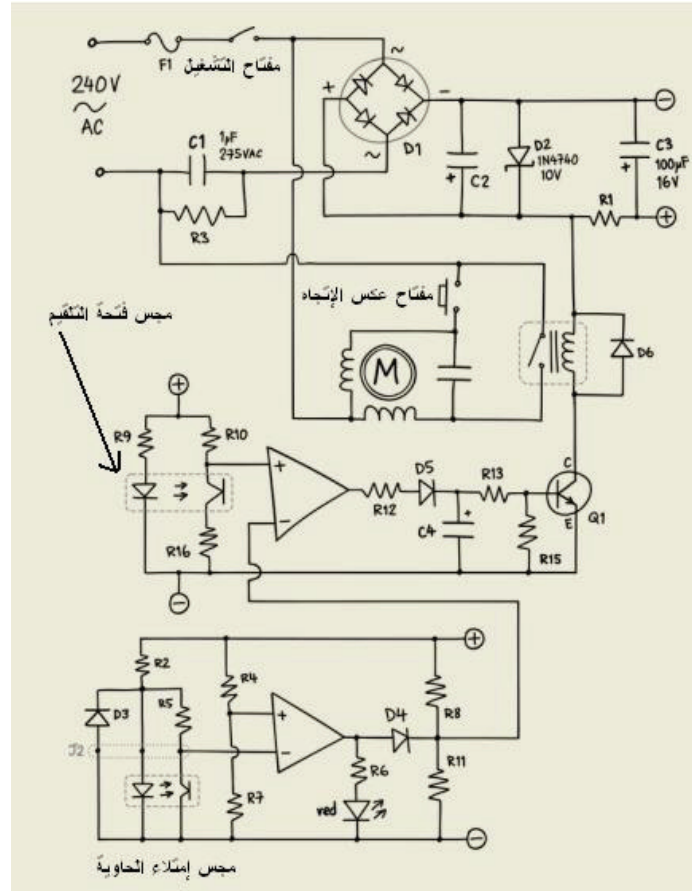 F1
مفتاح التشغيل
240V
AC
C1
1µF
275VAC
R3
~
+
-
~
D1
C2
D2
1N4740
10V
C3
100µF
16V
+
+
R1
مفتاح عكس الإتجاه
مجس فتحة التلقيم
M
D6
+
R9
R10
R16
+
-
R12
D5
C4
+
R13
R15
C
E
Q1
+
R2
R4
R5
D3
J2
R7
+
-
D4
R8
R6
R11
red
مجس إمتلاء الحاوية